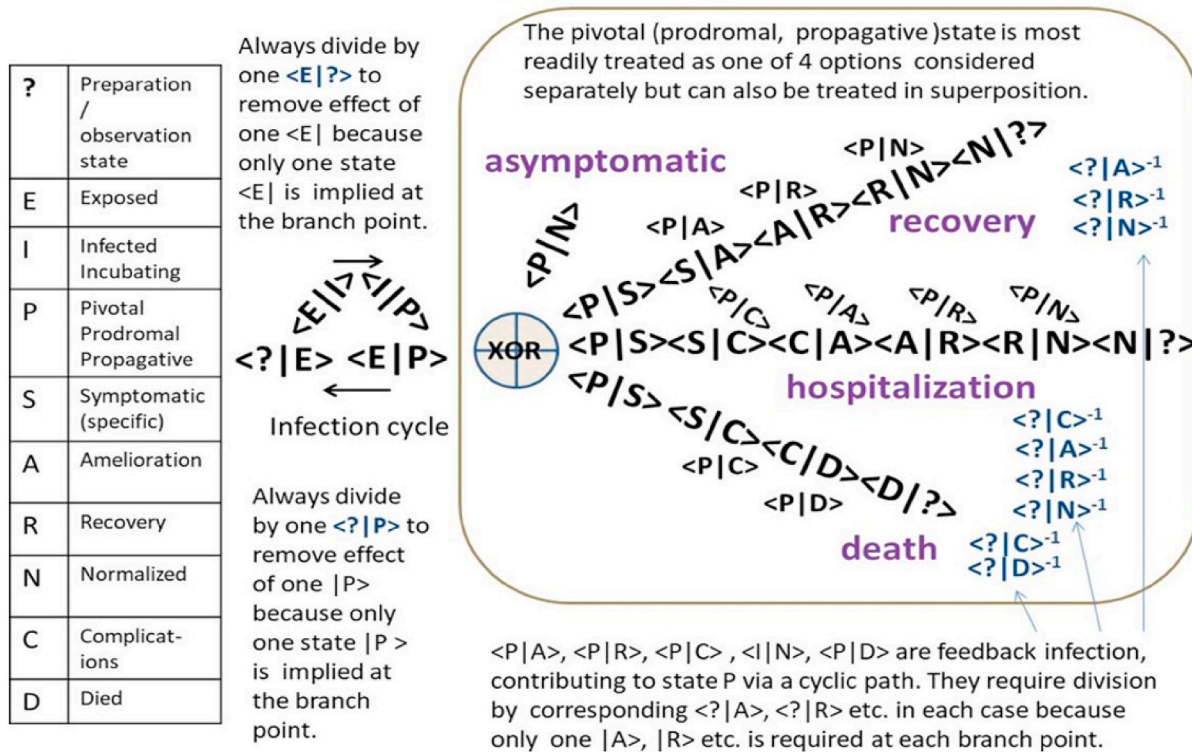 ? Preparation
/
observation
state
E Exposed
I Infected
Incubating
P Pivotal
Prodromal
Propagative
S Symptomatic
(specific)
A Amelioration
R Recovery
N Normalized
C Complicat-
ions
D Died
Always divide by
one <E|?> to
remove effect of
one <E| because
only one state
<E| is implied at
the branch point.
<E|I> <I|P>
<?|E> <E|P>
Infection cycle
Always divide
by one <?|P> to
remove effect
of one |P>
because only
one state |P >
is implied at
the branch
point.
The pivotal (prodromal, propagative )state is most
readily treated as one of 4 options considered
separately but can also be treated in superposition.
asymptomatic
<P|N>
XOR
<P|A> <P|R> <P|N>
<P|S><S|A><A|R><R|N><N|?>
recovery
<?|A>-1
<?|R>-1
<?|N>-1
<P|C> <P|A> <P|R> <P|N>
<P|S><S|C><C|A><A|R><R|N><N|?>
hospitalization
<?|C>-1
<?|A>-1
<?|R>-1
<?|N>-1
<P|S> <S|C><C|D><D|?>
<P|C>
<P|D>
death
<?|C>-1
<?|D>-1
<P|A>, <P|R>, <P|C> , <I|N>, <P|D> are feedback infection,
contributing to state P via a cyclic path. They require division
by corresponding <?|A>, <?|R> etc. in each case because
only one |A>, |R> etc. is required at each branch point.